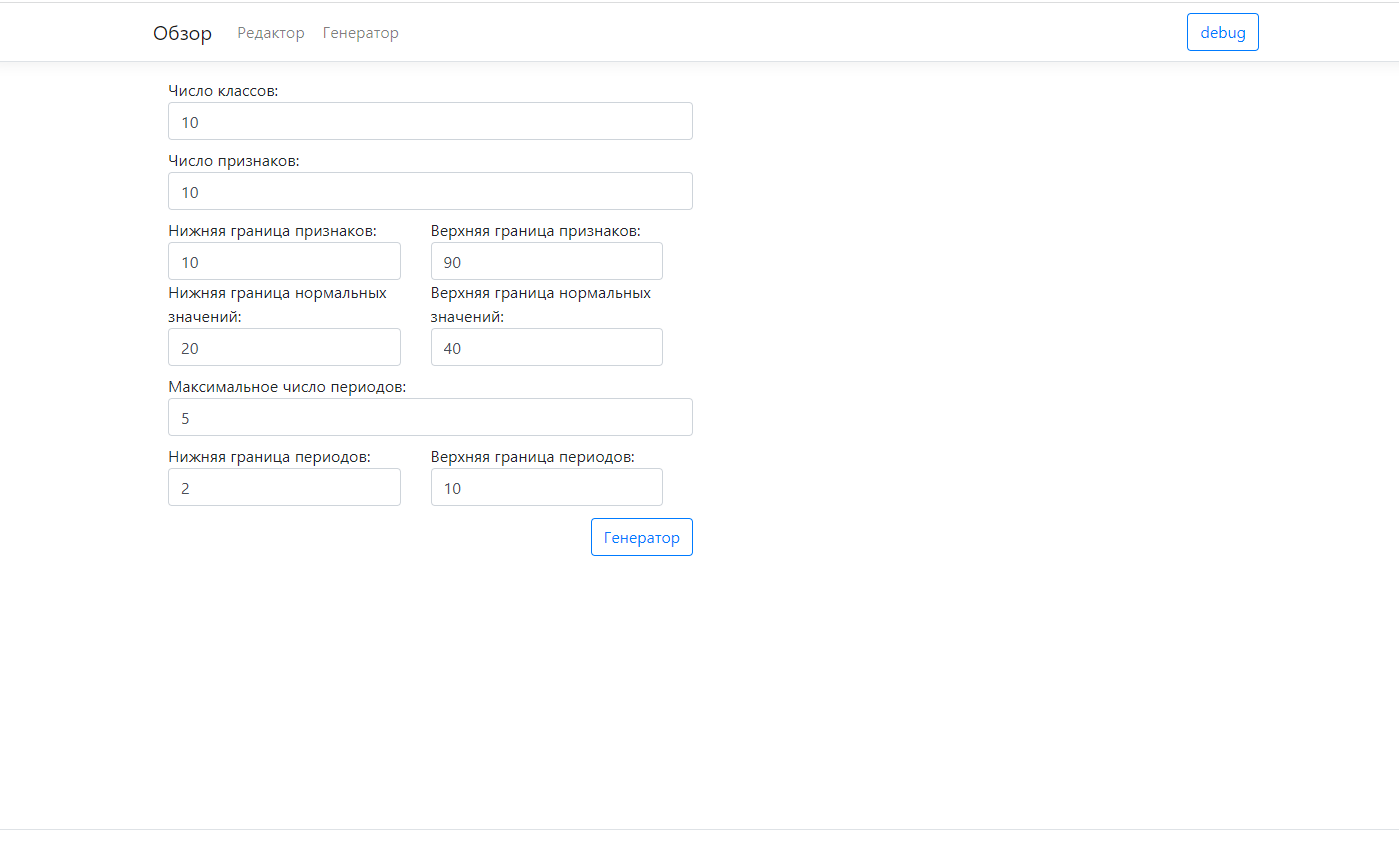 Обзор Редактор Генератор debug
Число классов:
10
Число признаков:
10
Нижняя граница признаков: Верхняя граница признаков:
10 90
Нижняя граница нормальных значений: Верхняя граница нормальных значений:
20 40
Максимальное число периодов:
5
Нижняя граница периодов: Верхняя граница периодов:
2 10
Генератор